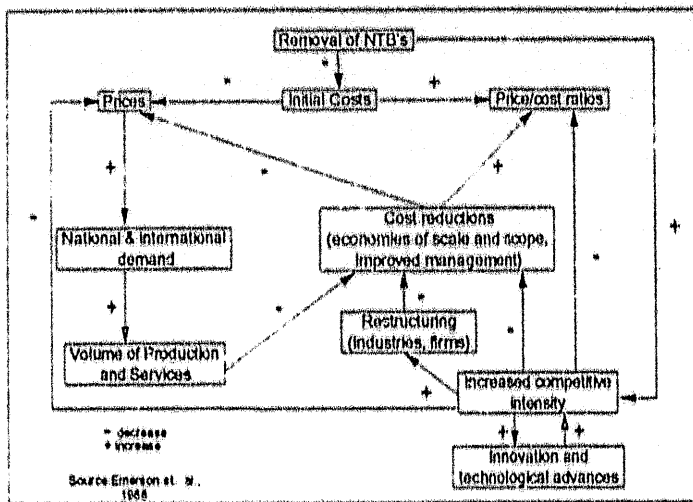 Removal of NTB's
*
* +
Prices
Initial Costs
Price/cost ratios
+ * +
* +
Cost reductions
(economies of scale and scope,
improved management)
National & International
demand
+ * * * *
Restructuring
(industries, firms)
Volume of Production
and Services
+
Increased competitive
intensity
+ +
* decrease
+ increase
Innovation and
technological advances
Source:Emerson et. al.,
1988